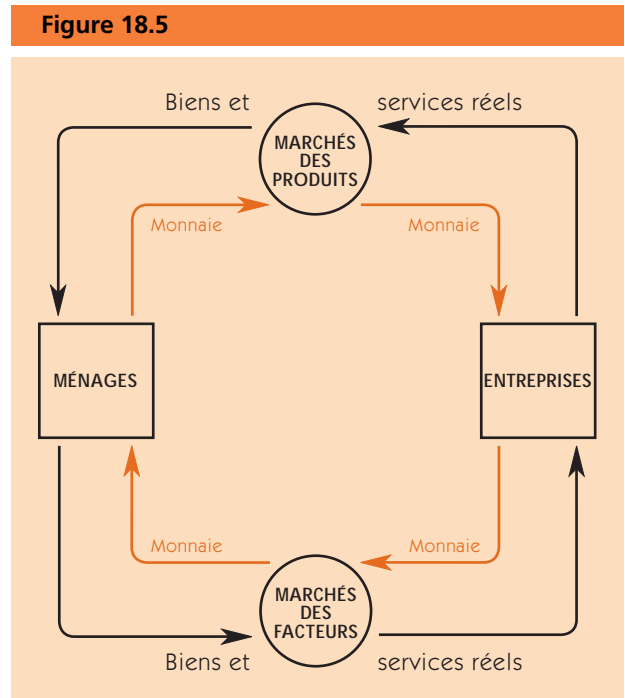 Figure 18.5
Biens et services réels
MARCHÉS
DES
PRODUITS
Monnaie Monnaie
MÉNAGES ENTREPRISES
Monnaie Monnaie
MARCHÉS
DES
FACTEURS
Biens et services réels